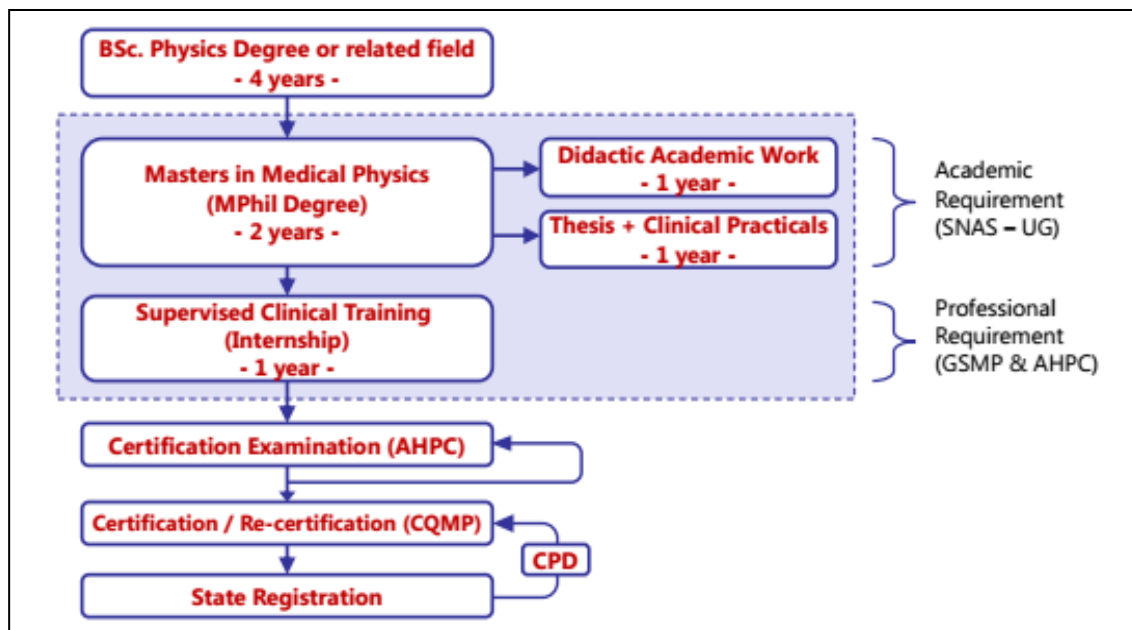 BSc. Physics Degree or related field
- 4 years -
Masters in Medical Physics
(MPhil Degree)
- 2 years -
Didactic Academic Work
- 1 year -
Thesis + Clinical Practicals
- 1 year -
Academic
Requirement
(SNAS – UG)
Supervised Clinical Training
(Internship)
- 1 year -
Professional
Requirement
(GSMP & AHPC)
Certification Examination (AHPC)
Certification / Re-certification (CQMP)
CPD
State Registration